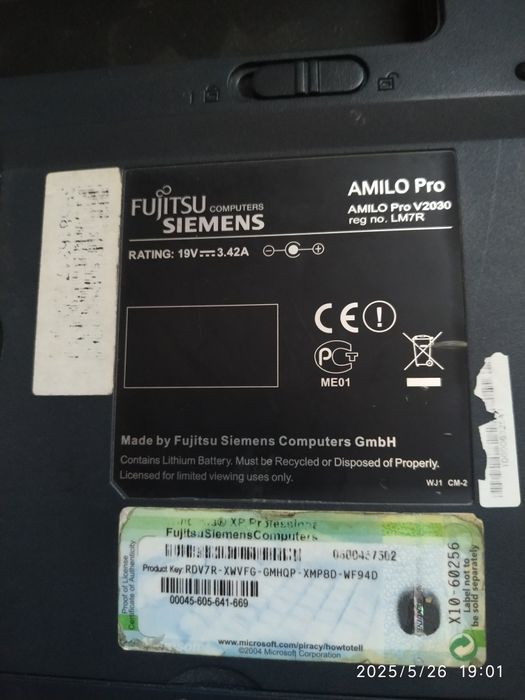 FUJITSU COMPUTERS
SIEMENS
AMILO Pro
AMILO Pro V2030
reg no. LM7R
RATING: 19V 3.42A
CE
ME01
Made by Fujitsu Siemens Computers GmbH
Contains Lithium Battery. Must be Recycled or Disposed of Properly.
Licensed for limited viewing uses only.
WJ1 CM-2
XP Professional
Fujitsu Siemens Computers
Proof of License
Certificate of Authenticity
Product Key: RDV7R-XWVFG-GMHQP-XMP8D-WF94D
00045-605-641-669
X10-60256
Label not to
be sold separately
www.microsoft.com/piracy/howtotell
©2004 Microsoft Corporation
2025/5/26 19:01